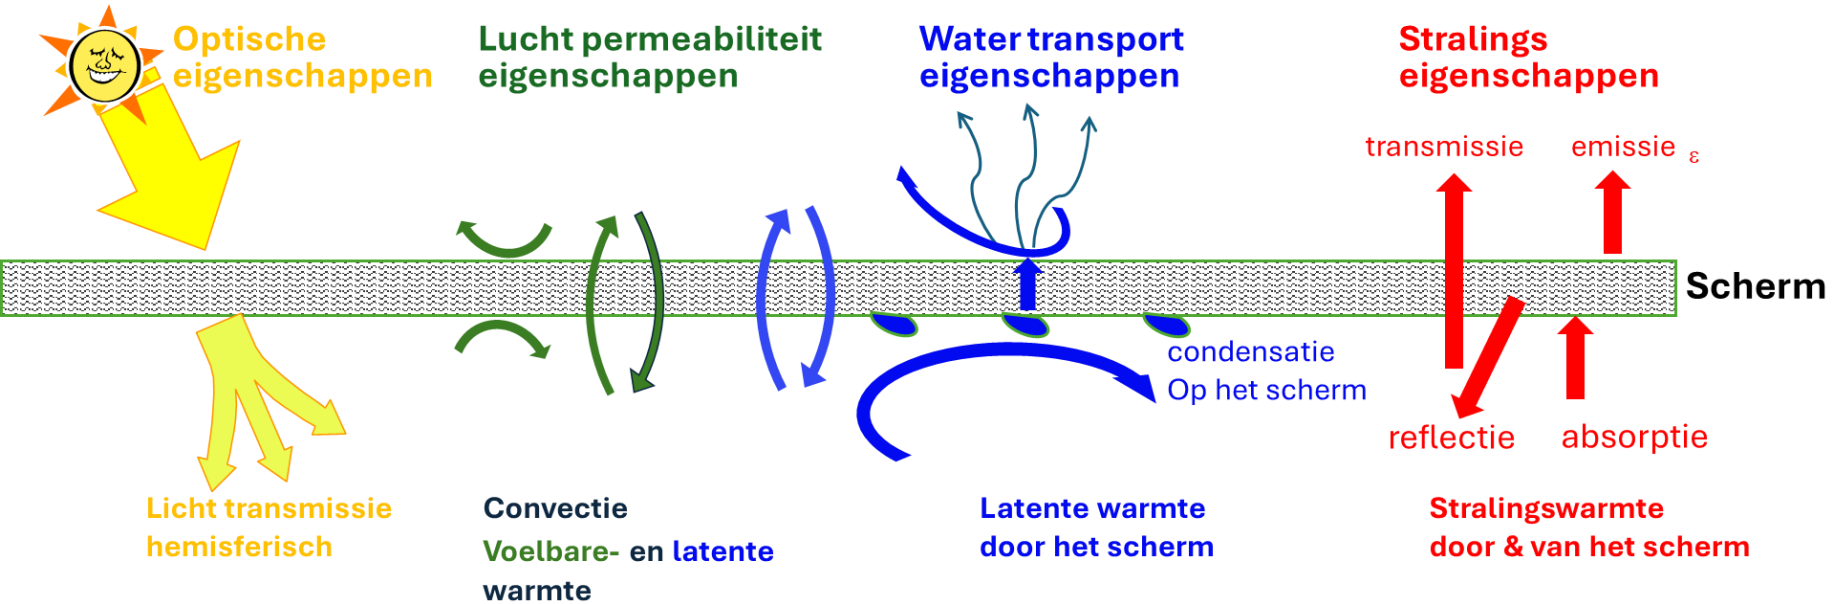 Optische
eigenschappen
Lucht permeabiliteit
eigenschappen
Water transport
eigenschappen
Stralings
eigenschappen
transmissie
emissie ε
Scherm
condensatie
Op het scherm
reflectie
absorptie
Licht transmissie
hemisferisch
Convectie
Voelbare- en latente
warmte
Latente warmte
door het scherm
Stralingswarmte
door & van het scherm